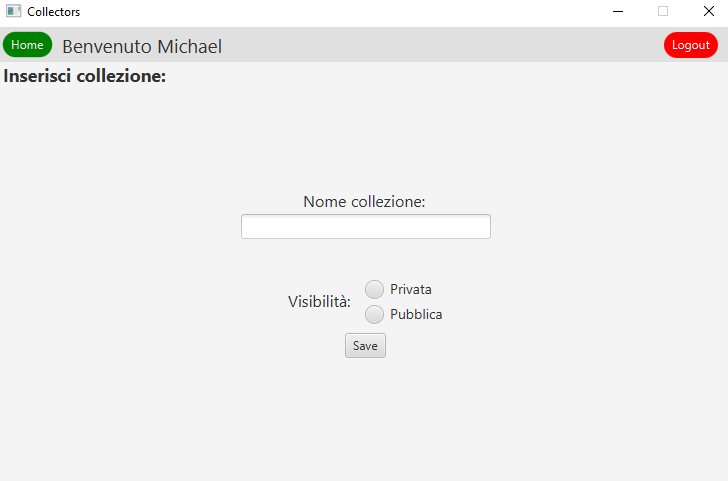 Collectors
Home Benvenuto Michael Logout
Inserisci collezione:
Nome collezione:
Visibilità:
Privata
Pubblica
Save